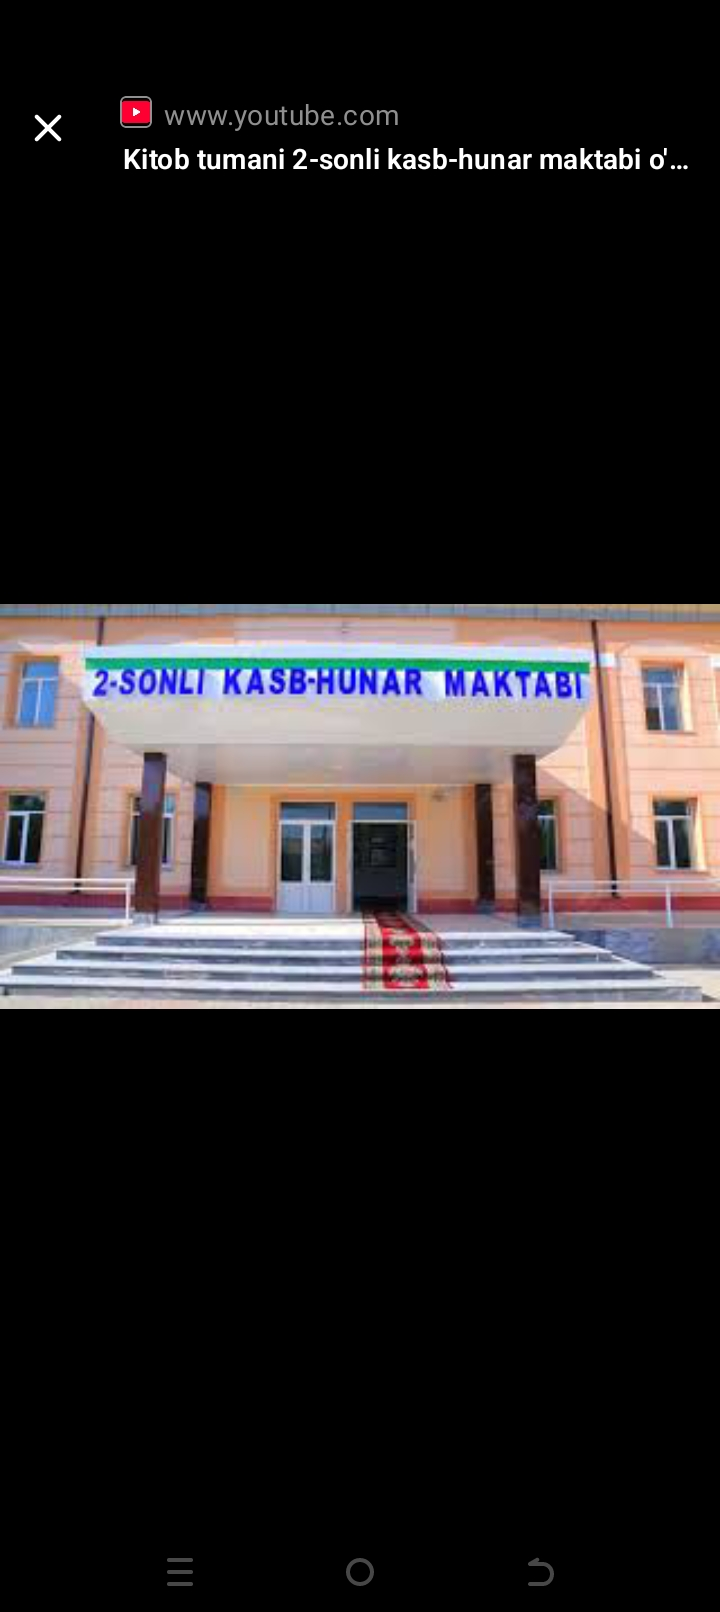 www.youtube.com
Kitob tumani 2-sonli kasb-hunar maktabi o'...
2-SONLI KASB-HUNAR MAKTABI